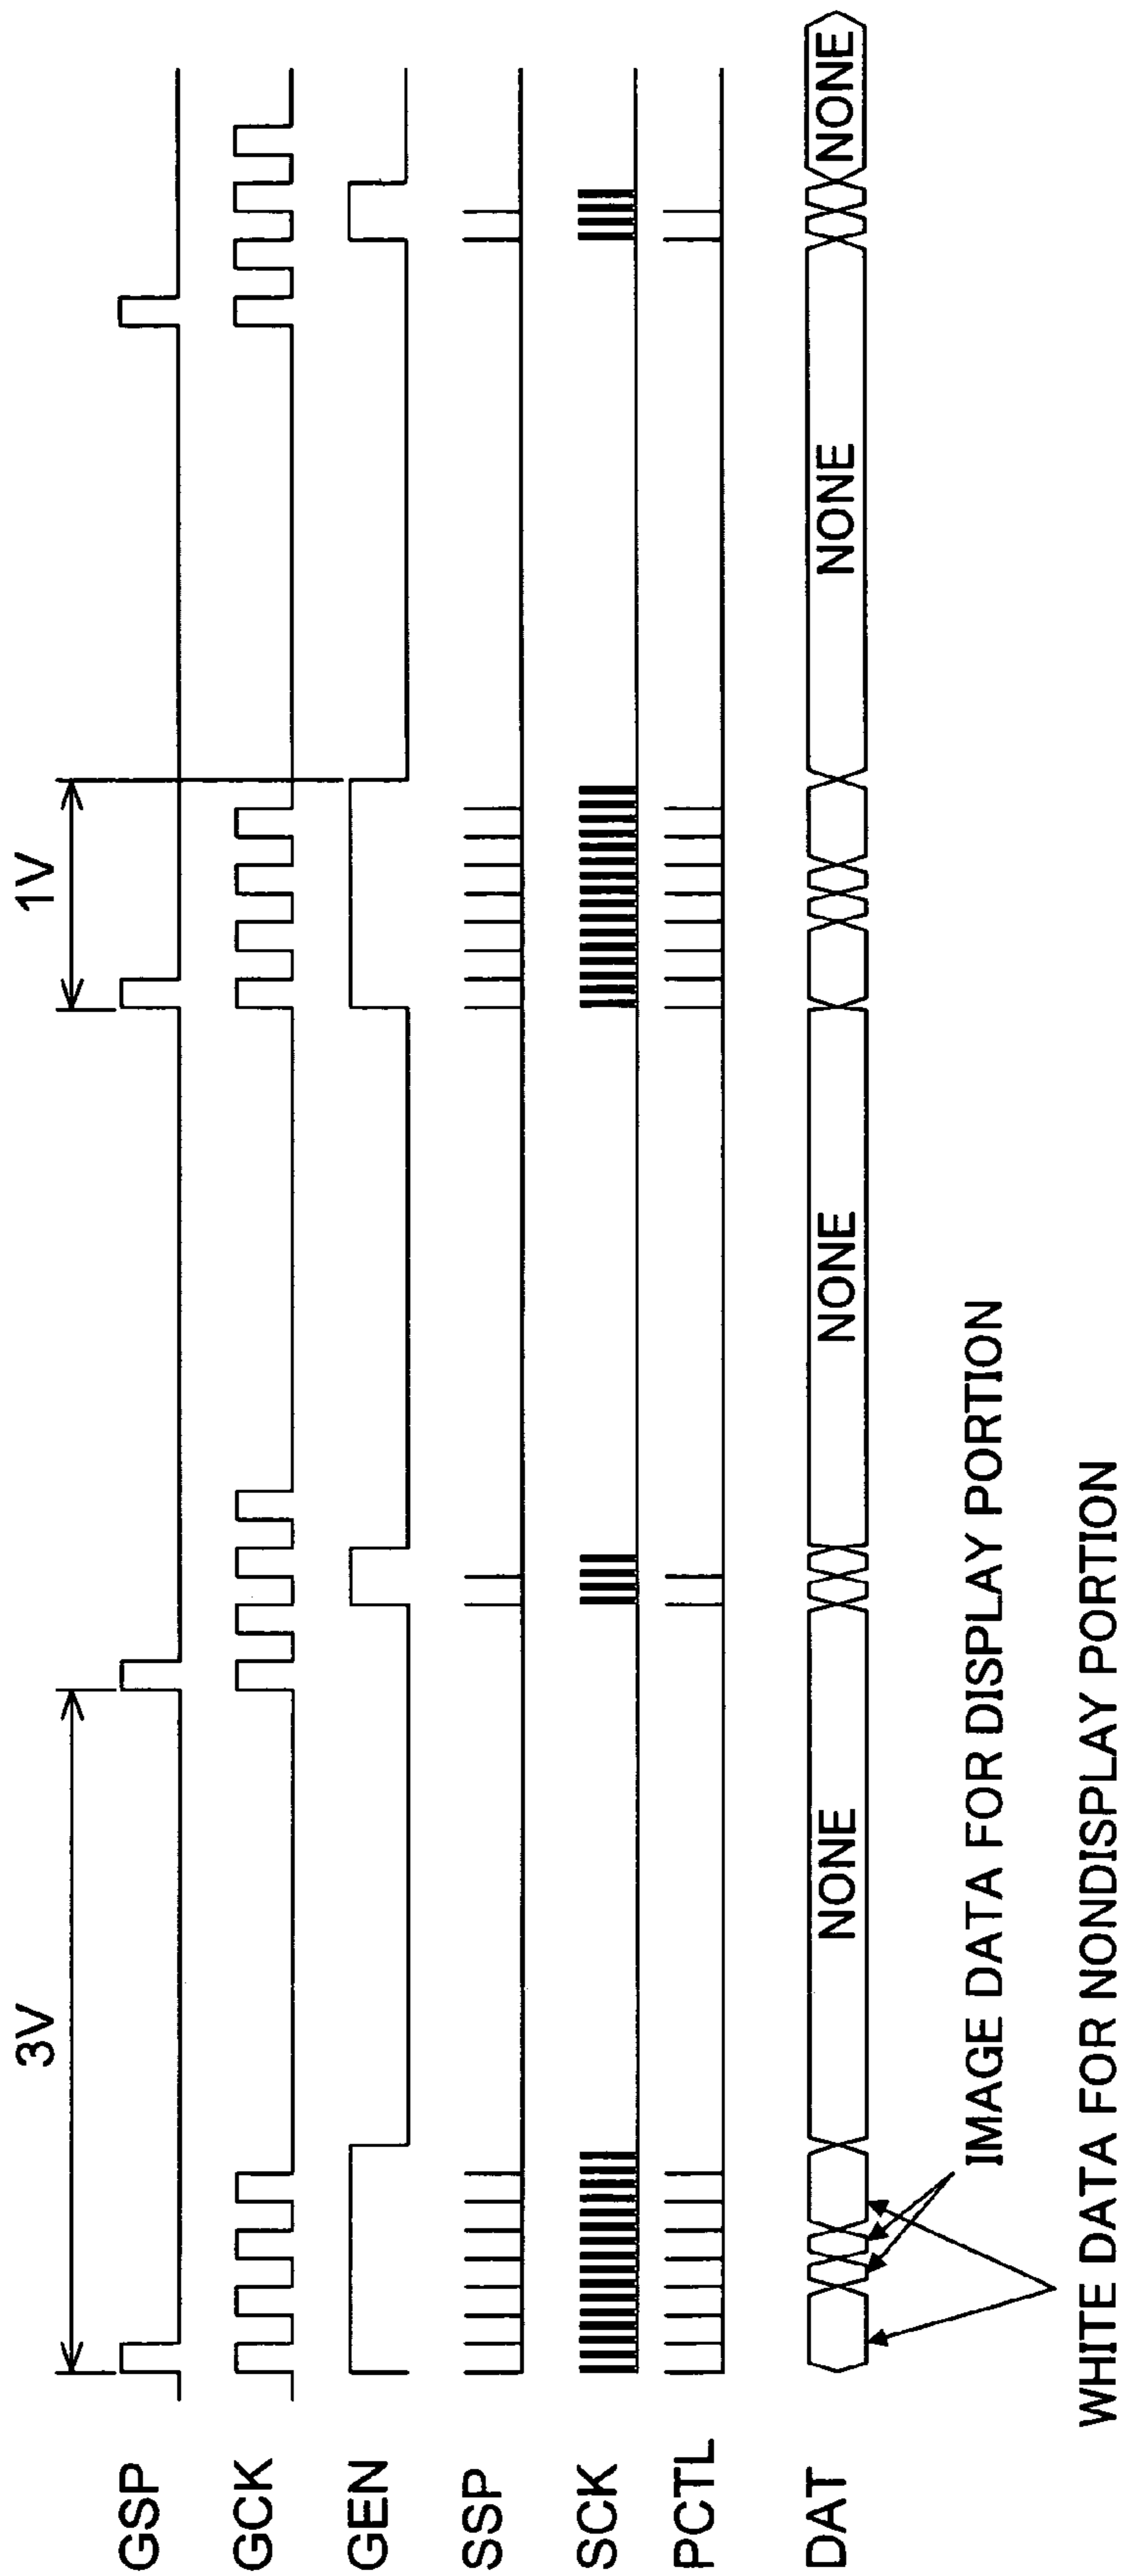 3V
1V
GSP
GCK
GEN
SSP
SCK
PCTL
DAT
NONE
NONE
NONE
NONE
IMAGE DATA FOR DISPLAY PORTION
WHITE DATA FOR NONDISPLAY PORTION